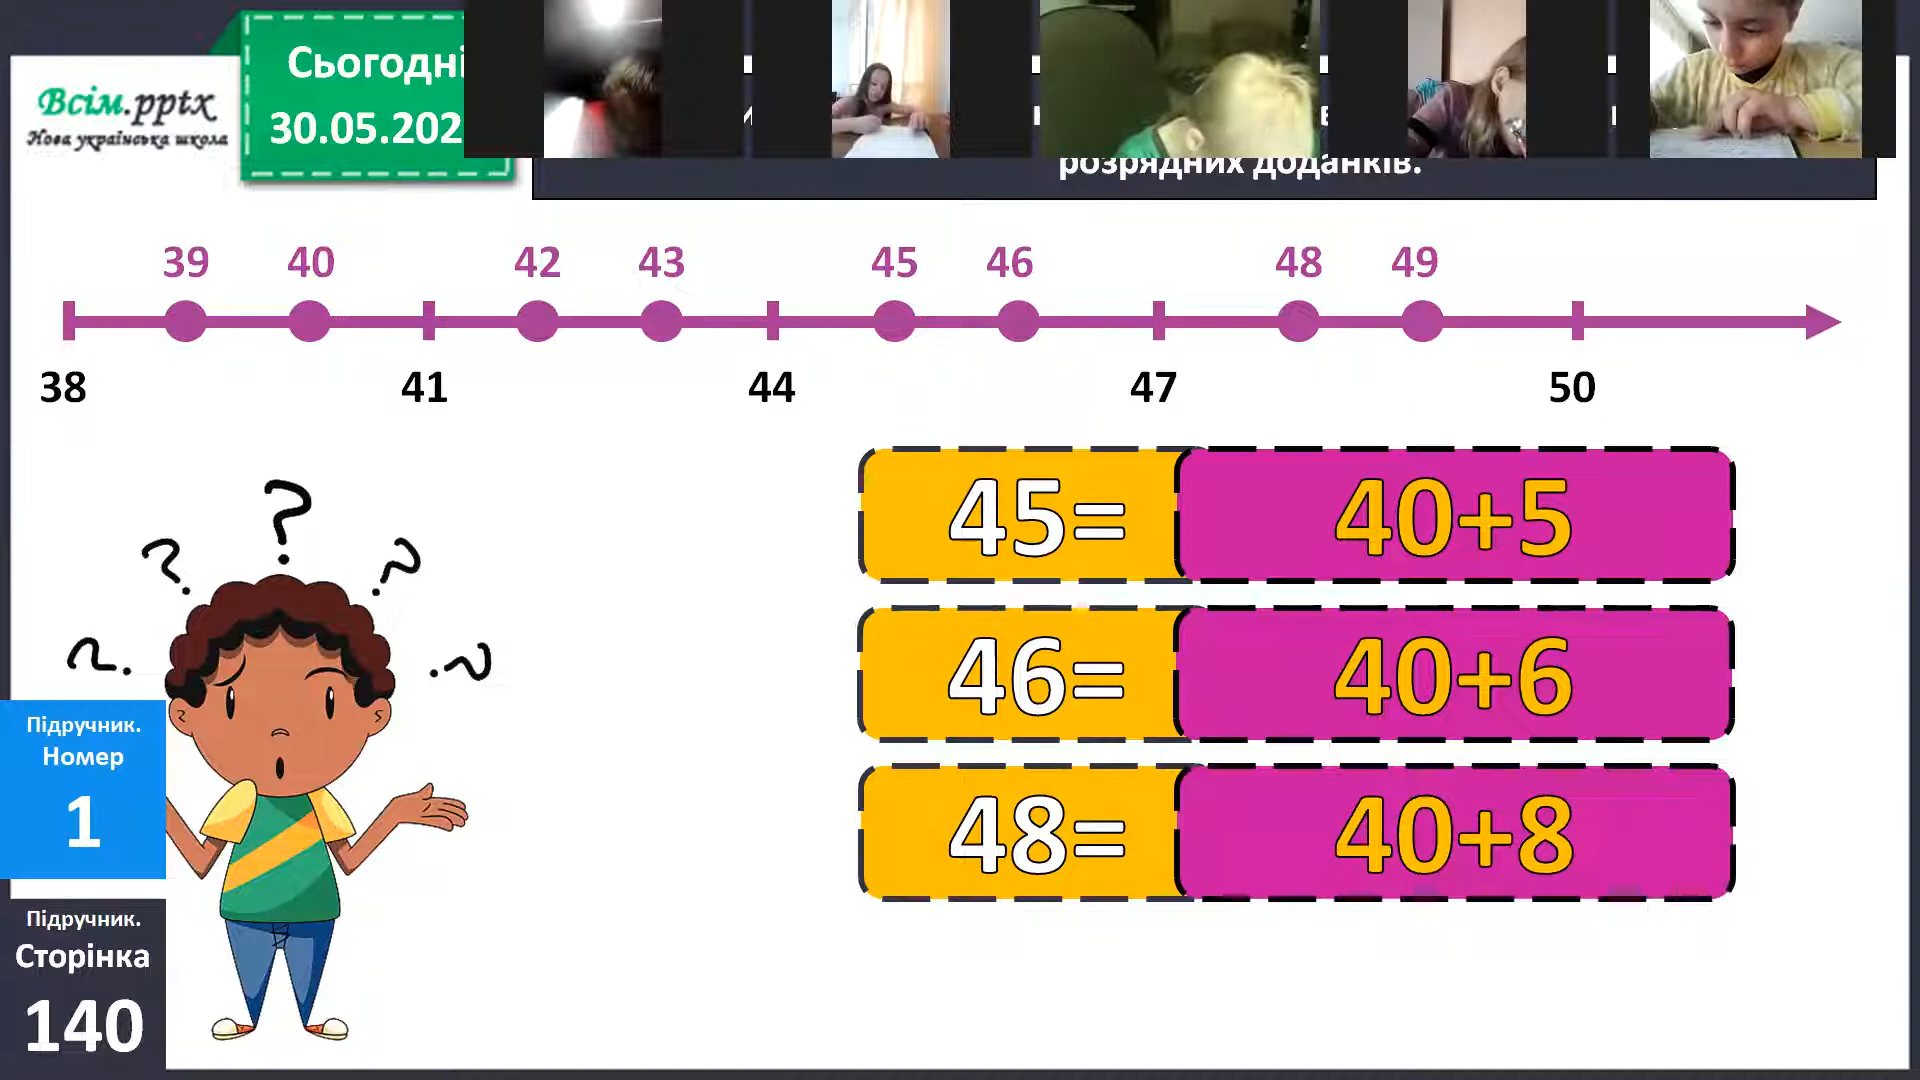 Всім.pptx
Нова українська школа
Сьогодні
30.05.202
розрядних доданків.
39 40 42 43 45 46 48 49
38 41 44 47 50
45= 40+5
46= 40+6
48= 40+8
Підручник.
Номер
1
Підручник.
Сторінка
140